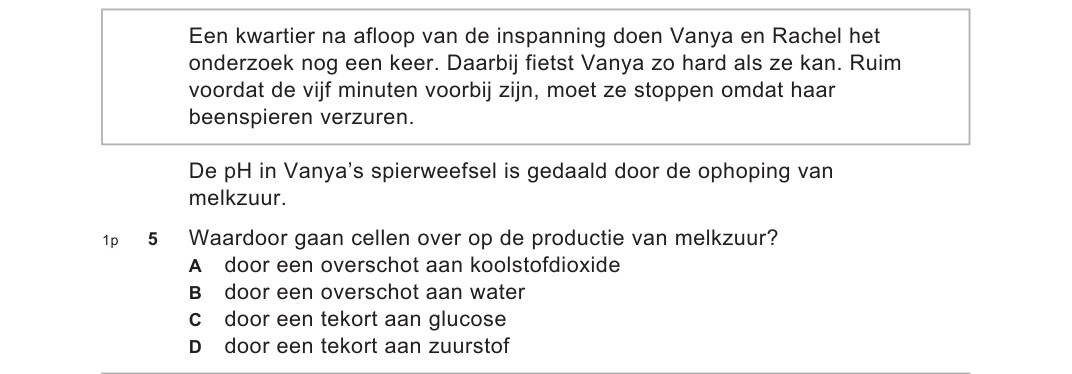 Een kwartier na afloop van de inspanning doen Vanya en Rachel het
onderzoek nog een keer. Daarbij fietst Vanya zo hard als ze kan. Ruim
voordat de vijf minuten voorbij zijn, moet ze stoppen omdat haar
beenspieren verzuren.
De pH in Vanya's spierweefsel is gedaald door de ophoping van
melkzuur.
1p 5 Waardoor gaan cellen over op de productie van melkzuur?
A door een overschot aan koolstofdioxide
B door een overschot aan water
C door een tekort aan glucose
D door een tekort aan zuurstof